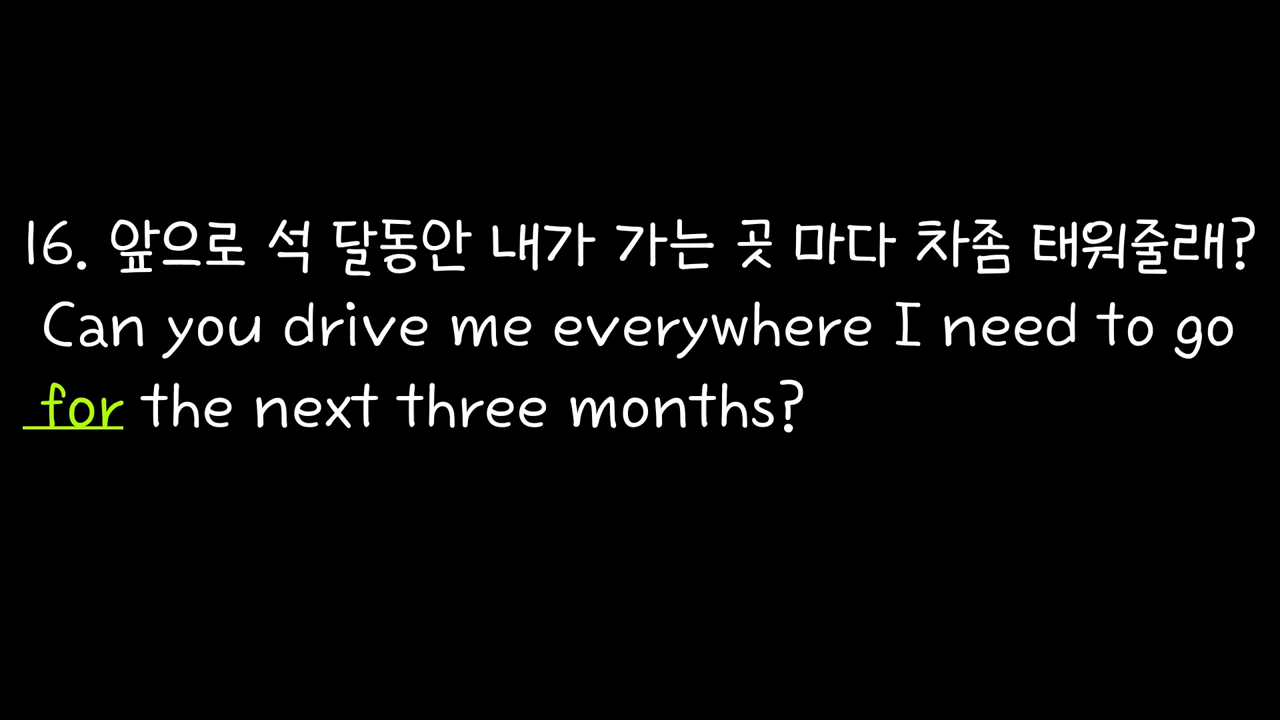 16. 앞으로 석 달동안 내가 가는 곳 마다 차좀 태워줄래?
Can you drive me everywhere I need to go
for the next three months?